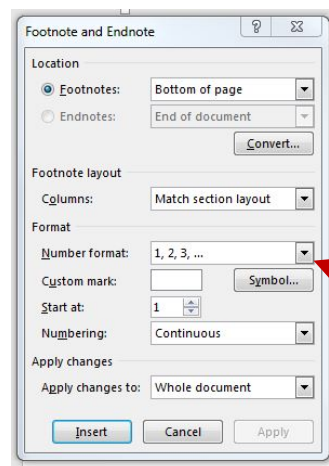 Footnote and Endnote
Location
Footnotes: Bottom of page
Endnotes: End of document
Convert...
Footnote layout
Columns: Match section layout
Format
Number format: 1, 2, 3, ...
Custom mark: Symbol...
Start at: 1
Numbering: Continuous
Apply changes
Apply changes to: Whole document
Insert Cancel Apply